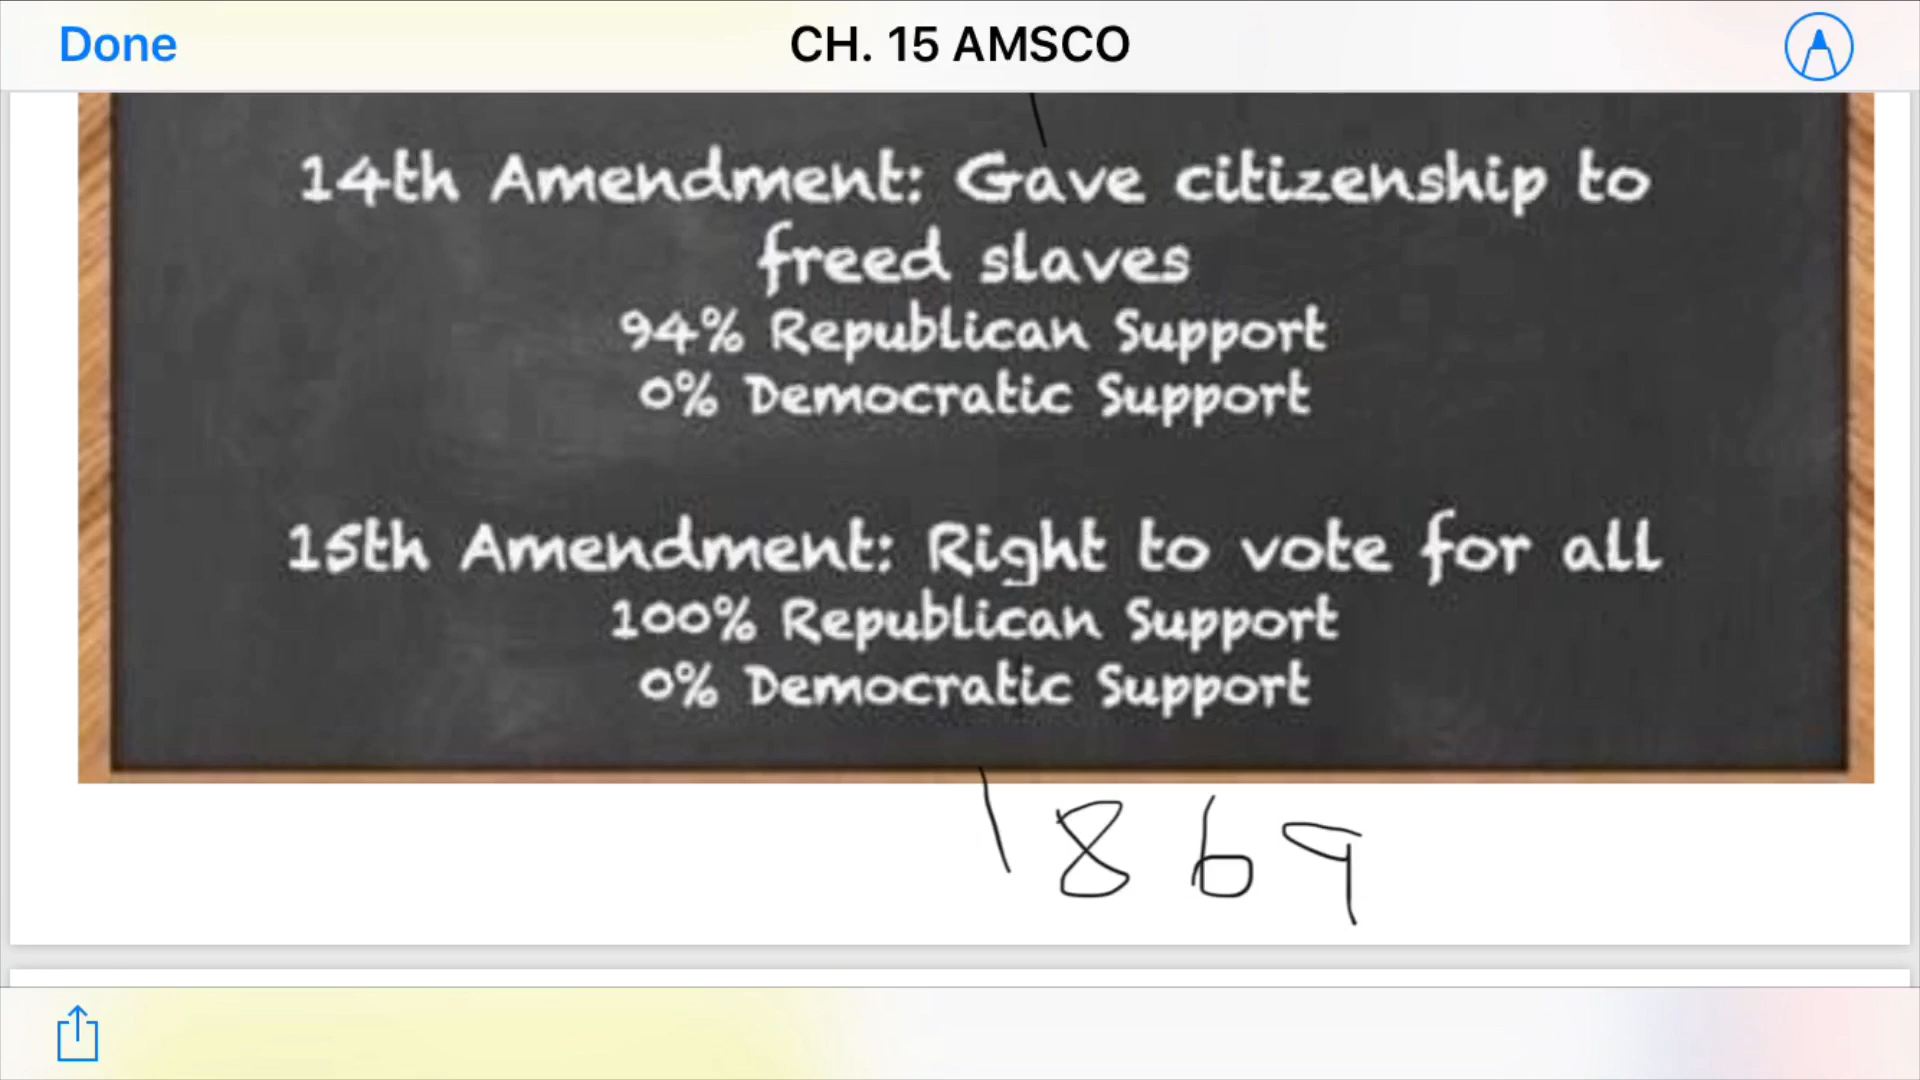 Done
CH. 15 AMSCO
14th Amendment: Gave citizenship to
freed slaves
94% Republican Support
0% Democratic Support
15th Amendment: Right to vote for all
100% Republican Support
0% Democratic Support
1869